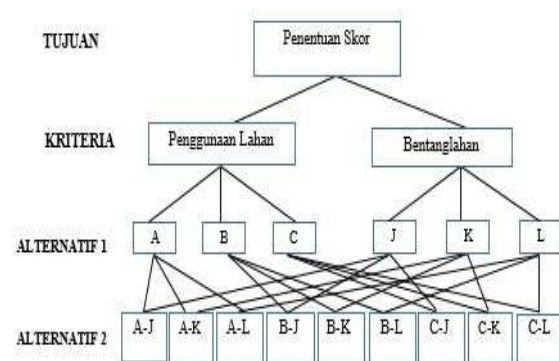 TUJUAN
Penentuan Skor
KRITERIA
Penggunaan Lahan
Bentanglahan
ALTERNATIF 1
A
B
C
J
K
L
ALTERNATIF 2
A-J
A-K
A-L
B-J
B-K
B-L
C-J
C-K
C-L